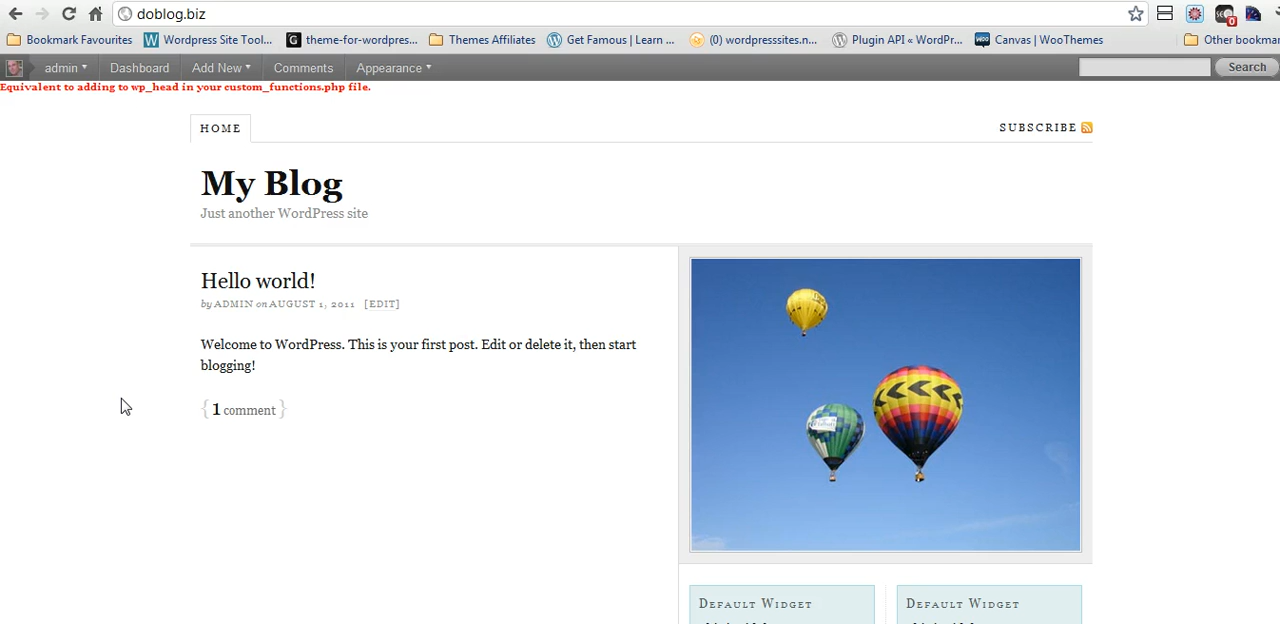 doblog.biz
Bookmark Favourites Wordpress Site Tool... theme-for-wordpres... Themes Affiliates Get Famous | Learn ... (0) wordpresssites.n... Plugin API « WordPr... Canvas | WooThemes Other bookmar
admin Dashboard Add New Comments Appearance Search
Equivalent to adding to wp_head in your custom_functions.php file.
HOME SUBSCRIBE
My Blog
Just another WordPress site
Hello world!
by ADMIN on AUGUST 1, 2011 [EDIT]
Welcome to WordPress. This is your first post. Edit or delete it, then start
blogging!
{ 1 comment }
DEFAULT WIDGET DEFAULT WIDGET